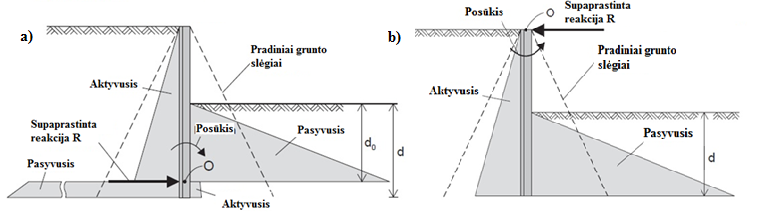 a)
Aktyvusis
Pradiniai grunto
slėgiai
Supaprastinta
reakcija R
Pasyvusis
Posūkis
O
Pasyvusis
Aktyvusis
d₀
d
b)
Posūkis
O
Supaprastinta
reakcija R
Pradiniai grunto
slėgiai
Aktyvusis
Pasyvusis
d